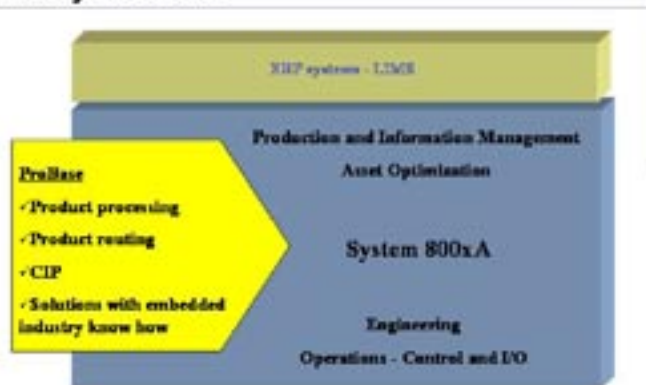 systems - LIMS
Production and Information Management
Asset Optimization
ProBase
✓Product processing
✓Product routing
✓CIP
✓Solutions with embedded
industry know how
System 800xA
Engineering
Operations - Control and I/O